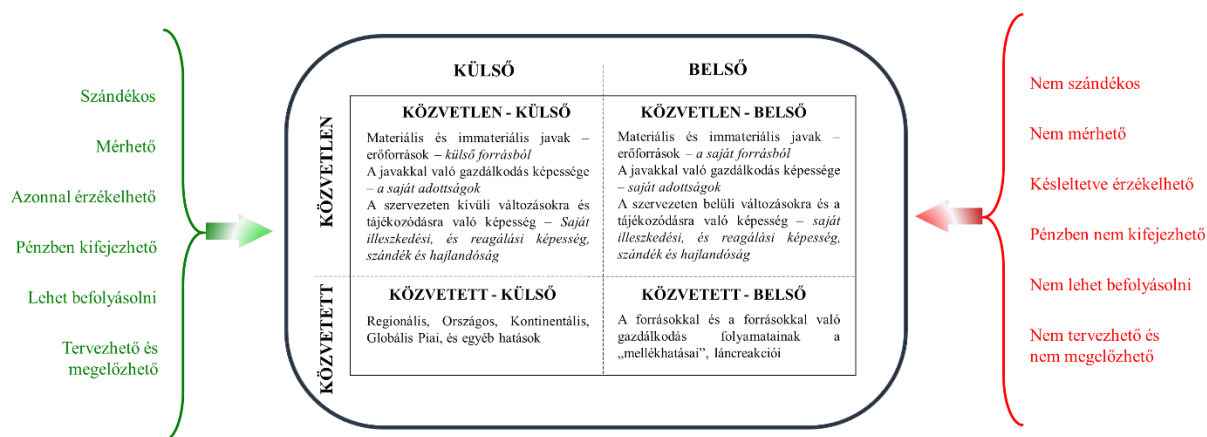 Szándékos
Mérhető
Azonnal érzékelhető
Pénzben kifejezhető
Lehet befolyásolni
Tervezhető és
megelőzhető
KÜLSŐ
BELSŐ
KÖZVETLEN
KÖZVETLEN - KÜLSŐ
Materiális és immateriális javak –
erőforrások – külső forrásból
A javakkal való gazdálkodás képessége
– a saját adottságok
A szervezeten kívüli változásokra és
tájékozódásra való képesség – Saját
illeszkedési, és reagálási képesség,
szándék és hajlandóság
KÖZVETLEN - BELSŐ
Materiális és immateriális javak –
erőforrások – a saját forrásból
A javakkal való gazdálkodás képessége
– saját adottságok
A szervezeten belüli változásokra és a
tájékozódásra való képesség – saját
illeszkedési, és reagálási képesség,
szándék és hajlandóság
KÖZVETETT
KÖZVETETT - KÜLSŐ
Regionális, Országos, Kontinentális,
Globális Piai, és egyéb hatások
KÖZVETETT - BELSŐ
A forrásokkal és a forrásokkal való
gazdálkodás folyamatainak a
„mellékhatásai”, láncreakciói
Nem szándékos
Nem mérhető
Késleltetve érzékelhető
Pénzben nem kifejezhető
Nem lehet befolyásolni
Nem tervezhető és
nem megelőzhető